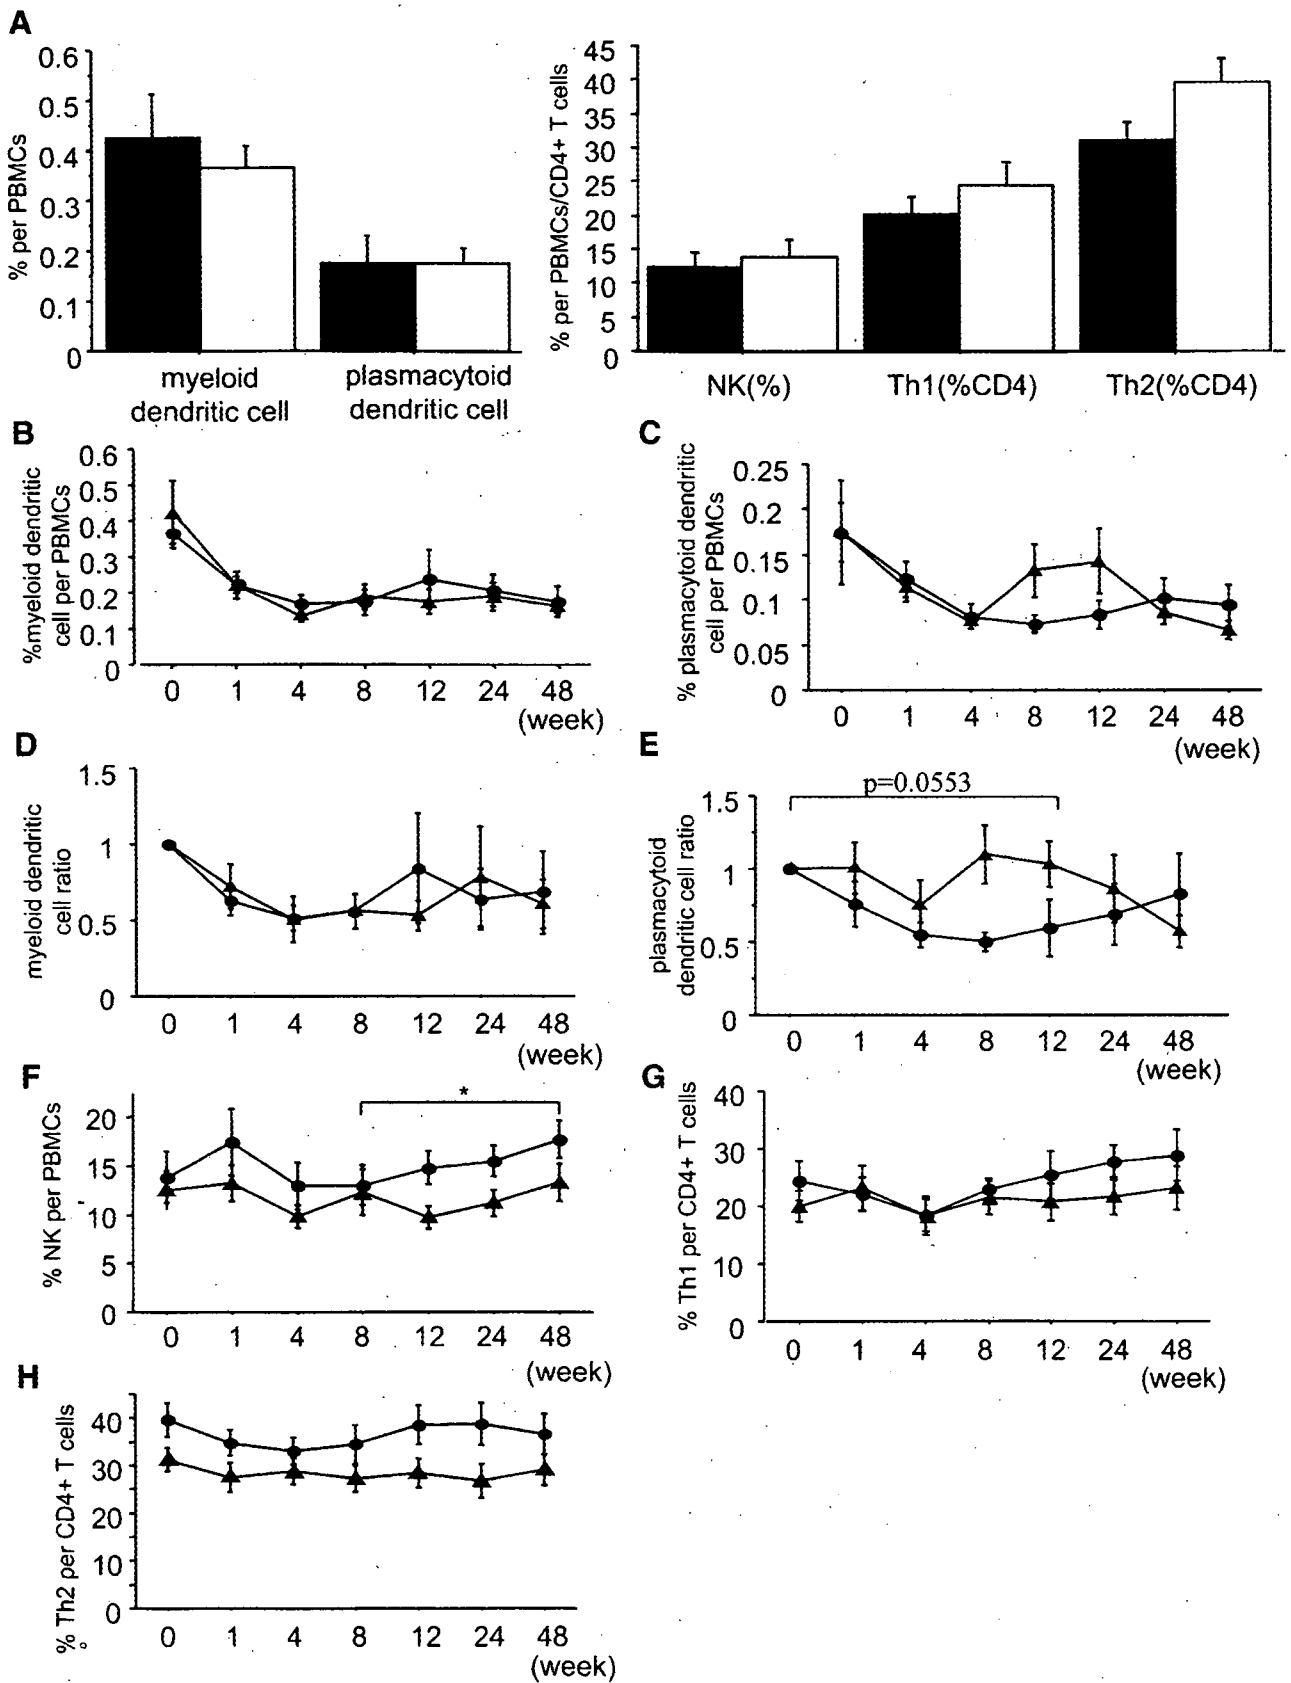 A
% per PBMCs
0.6
0.5
0.4
0.3
0.2
0.1
0
myeloid
dendritic cell
plasmacytoid
dendritic cell
% per PBMCs/CD4+ T cells
45
40
35
30
25
20
15
10
5
0
NK(%)
Th1(%CD4)
Th2(%CD4)
B
%myeloid dendritic
cell per PBMCs
0.6
0.5
0.4
0.3
0.2
0.1
0
0 1 4 8 12 24 48
(week)
C
% plasmacytoid dendritic
cell per PBMCs
0.25
0.2
0.15
0.1
0.05
0
0 1 4 8 12 24 48
(week)
D
myeloid dendritic
cell ratio
1.5
1
0.5
0
0 1 4 8 12 24 48
(week)
E
plasmacytoid
dendritic cell ratio
p=0.0553
1.5
1
0.5
0
0 1 4 8 12 24 48
(week)
F
% NK per PBMCs
*
20
15
10
5
0
0 1 4 8 12 24 48
(week)
G
% Th1 per CD4+ T cells
40
30
20
10
0
0 1 4 8 12 24 48
(week)
H
% Th2 per CD4+ T cells
40
30
20
10
0
0 1 4 8 12 24 48
(week)